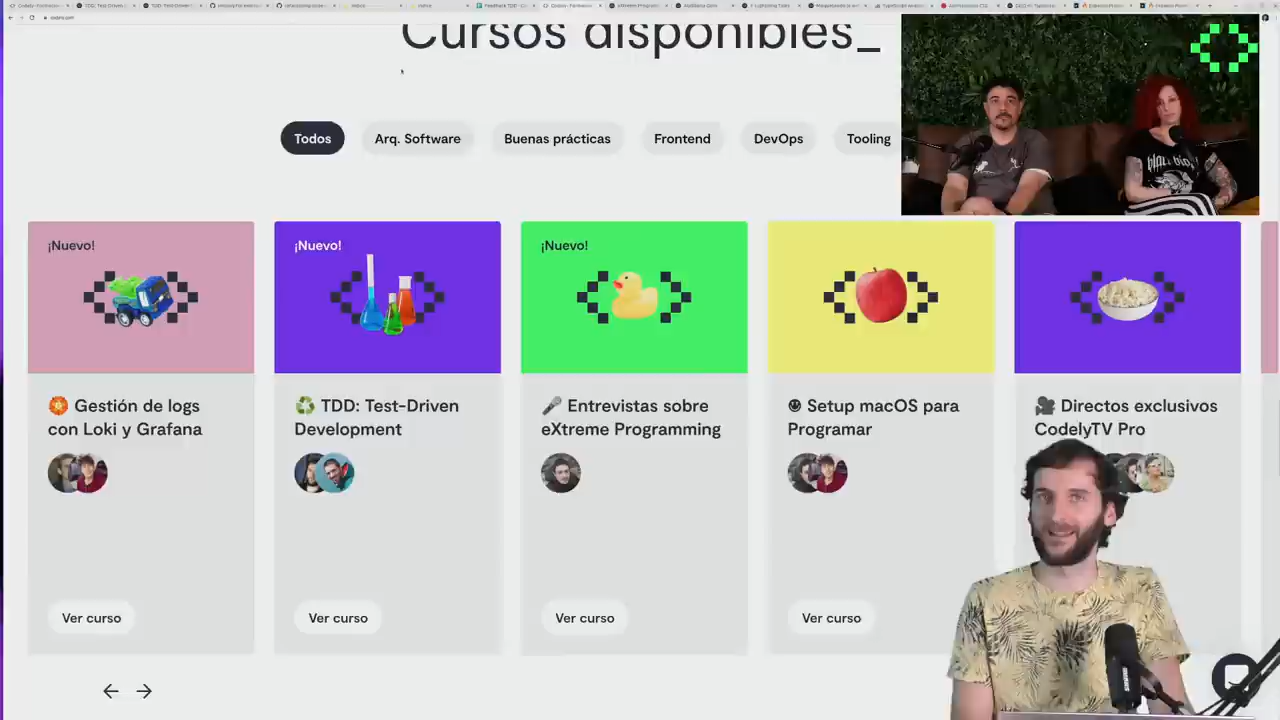 codely.com
Cursos disponibles_
Todos
Arq. Software
Buenas prácticas
Frontend
DevOps
Tooling
¡Nuevo!
¡Nuevo!
¡Nuevo!
Gestión de logs
con Loki y Grafana
TDD: Test-Driven
Development
Entrevistas sobre
eXtreme Programming
Setup macOS para
Programar
Directos exclusivos
CodelyTV Pro
Ver curso
Ver curso
Ver curso
Ver curso